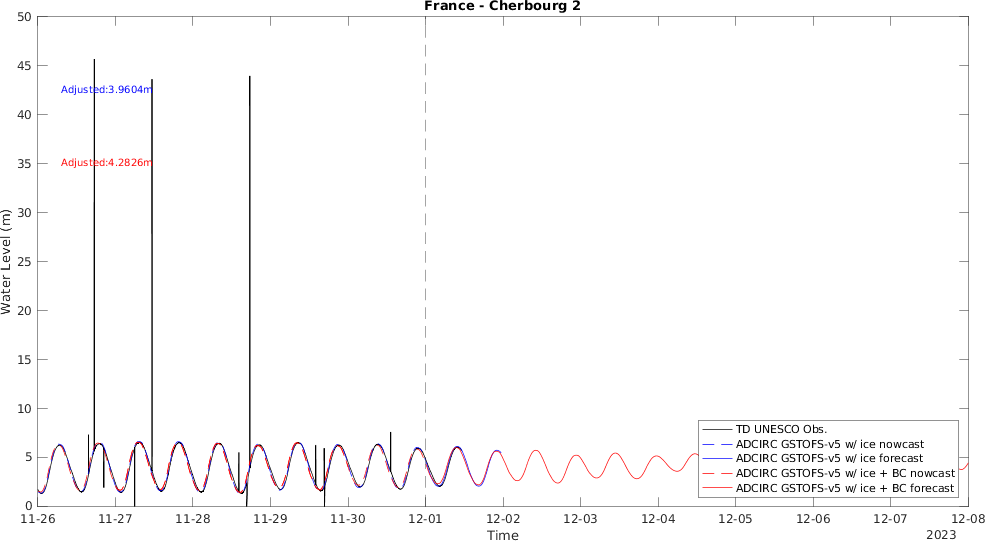 France - Cherbourg 2
50
45
40
35
30
25
20
15
10
5
0
Water Level (m)
Adjusted:3.9604m
Adjusted:4.2826m
TD UNESCO Obs.
ADCIRC GSTOFS-v5 w/ ice nowcast
ADCIRC GSTOFS-v5 w/ ice forecast
ADCIRC GSTOFS-v5 w/ ice + BC nowcast
ADCIRC GSTOFS-v5 w/ ice + BC forecast
11-26 11-27 11-28 11-29 11-30 12-01 12-02 12-03 12-04 12-05 12-06 12-07 12-08
Time
2023